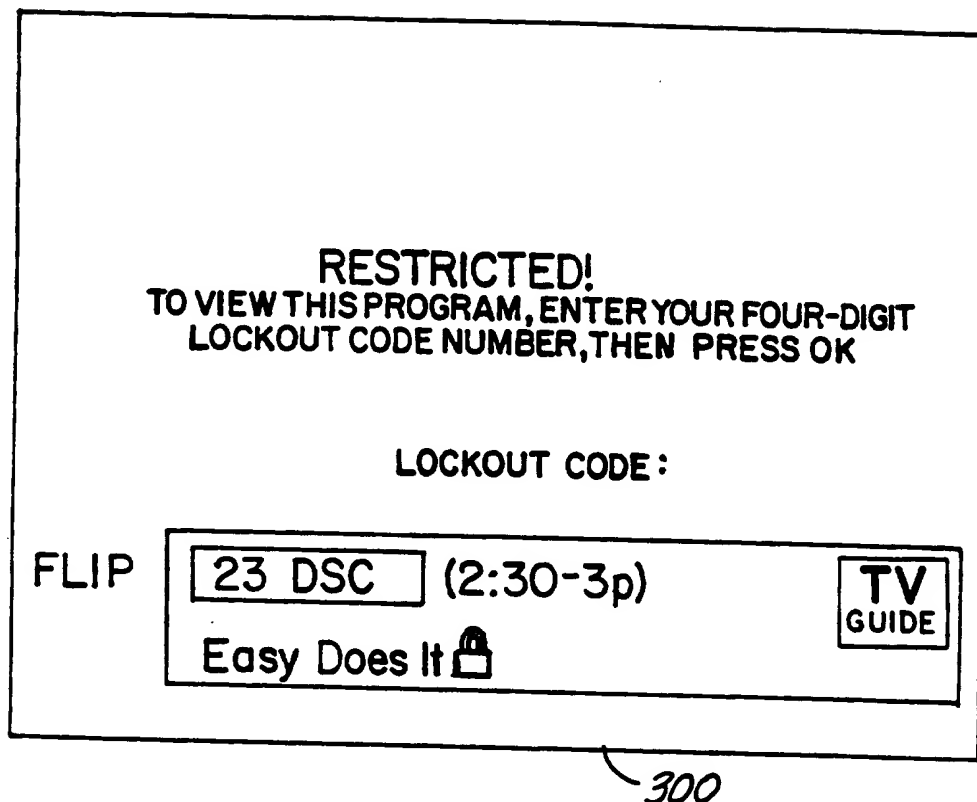 RESTRICTED!
TO VIEW THIS PROGRAM, ENTER YOUR FOUR-DIGIT
LOCKOUT CODE NUMBER, THEN PRESS OK
LOCKOUT CODE:
FLIP
23 DSC (2:30-3p)
TV
GUIDE
Easy Does It
300